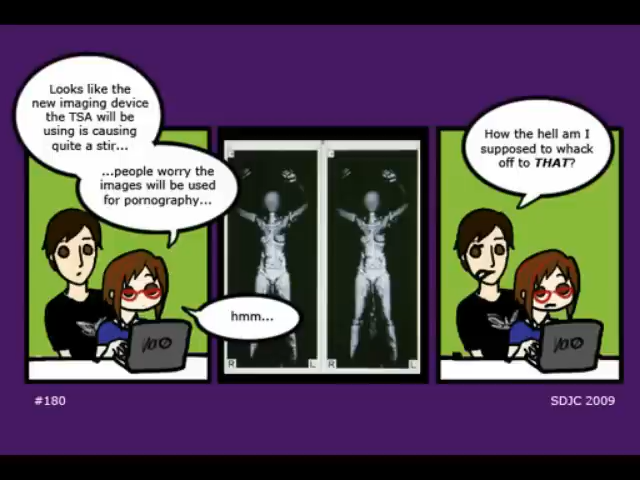 Looks like the
new imaging device
the TSA will be
using is causing
quite a stir...
...people worry the
images will be used
for pornography...
hmm...
R
L
R
L
How the hell am I
supposed to whack
off to THAT?
#180
SDJC 2009